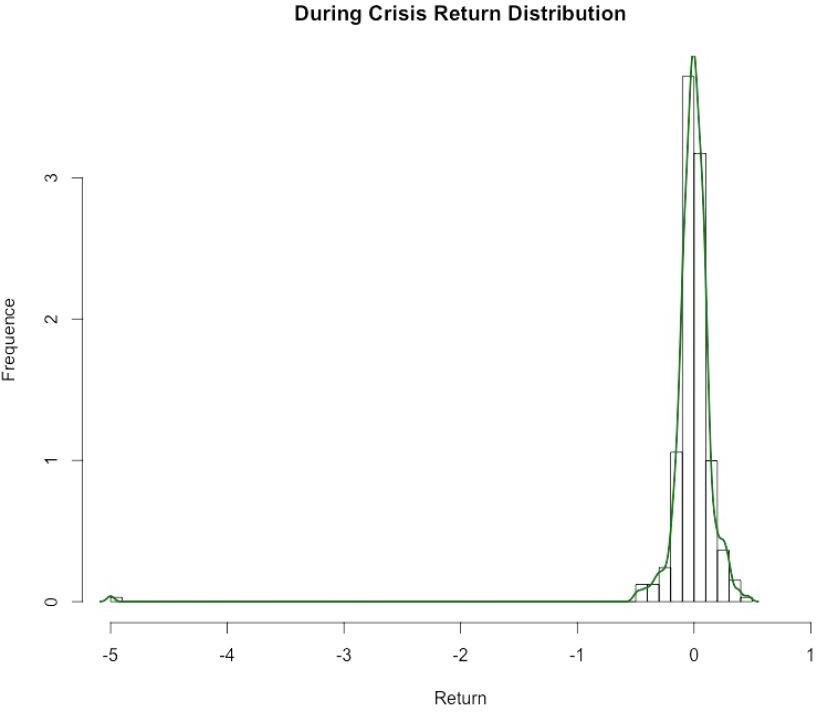 During Crisis Return Distribution
Frequence
3
2
1
0
-5 -4 -3 -2 -1 0 1
Return